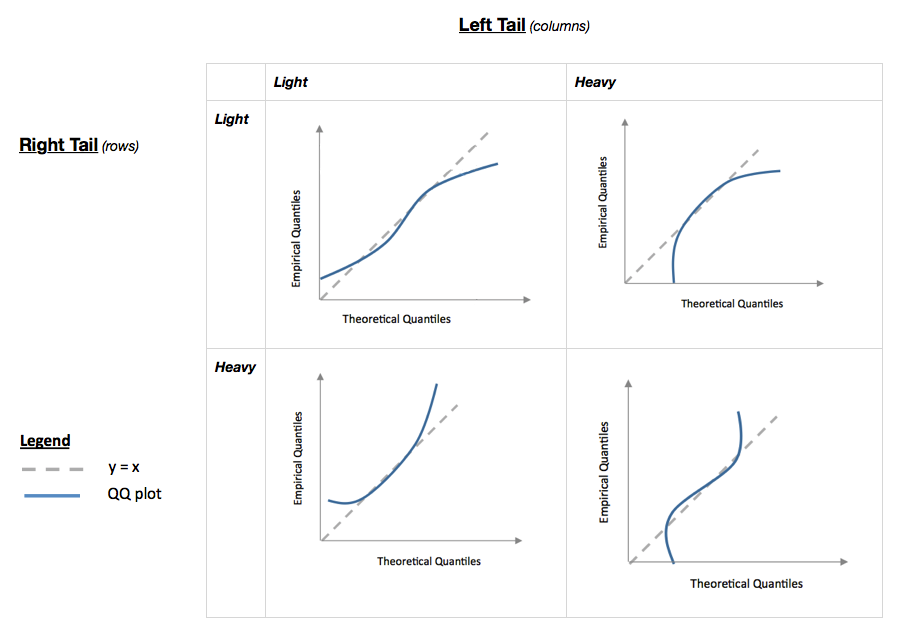 Left Tail (columns)
Light
Heavy
Light
Right Tail (rows)
Empirical Quantiles
Theoretical Quantiles
Empirical Quantiles
Theoretical Quantiles
Heavy
Empirical Quantiles
Theoretical Quantiles
Empirical Quantiles
Theoretical Quantiles
Legend
y = x
QQ plot